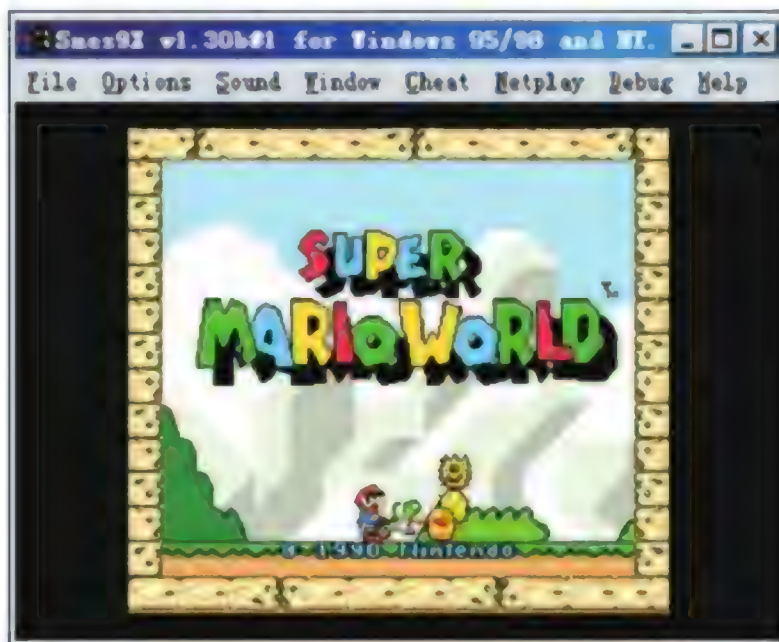 Snes9X v1.30b#1 for Windows 95/98 and NT.
File Options Sound Window Cheat Netplay Debug Help
SUPER
MARIO WORLD
© 1990 Nintendo